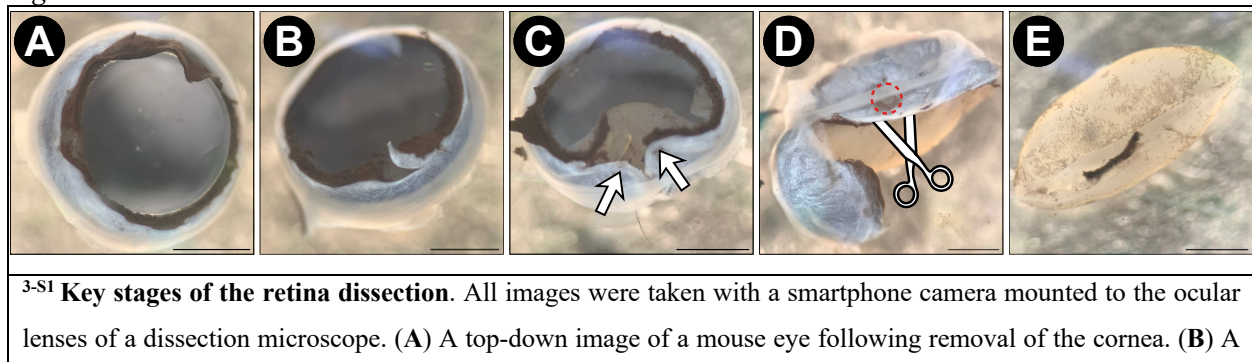 A B C D E
3-S1 Key stages of the retina dissection. All images were taken with a smartphone camera mounted to the ocular
lenses of a dissection microscope. (A) A top-down image of a mouse eye following removal of the cornea. (B) A